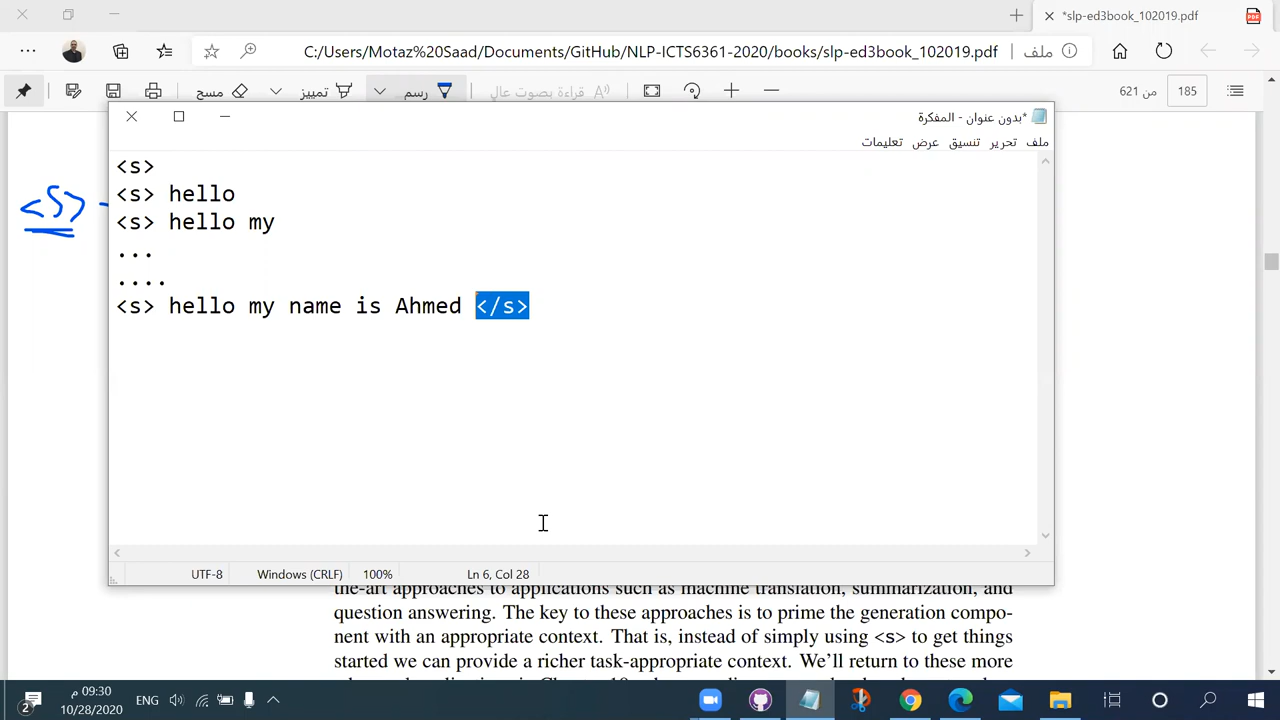 *slp-ed3book_102019.pdf
C:/Users/Motaz%20Saad/Documents/GitHub/NLP-ICTS6361-2020/books/slp-ed3book_102019.pdf
ملف
مسح
تمييز
رسم
قراءة بصوت عالٍ
من 621
185
*بدون عنوان - المفكرة
ملف تحرير تنسيق عرض تعليمات
<s>
<s> hello
<s>
<s> hello my
...
....
<s> hello my name is Ahmed </s>
UTF-8
Windows (CRLF)
100%
Ln 6, Col 28
the-art approaches to applications such as machine translation, summarization, and
question answering. The key to these approaches is to prime the generation compo-
nent with an appropriate context. That is, instead of simply using <s> to get things
started we can provide a richer task-appropriate context. We'll return to these more
2
09:30 م
10/28/2020
ENG